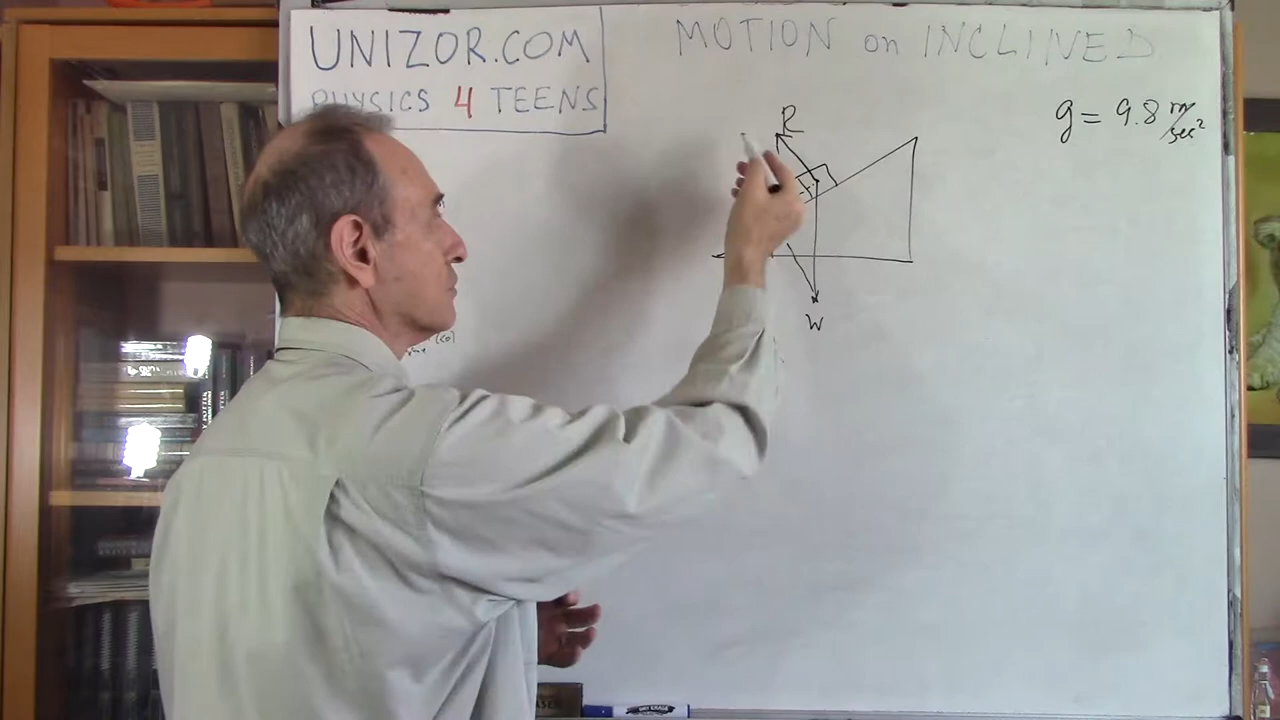 UNIZOR.COM
PHYSICS 4 TEENS
MOTION on INCLINED
g = 9.8 m/sec²
R
W